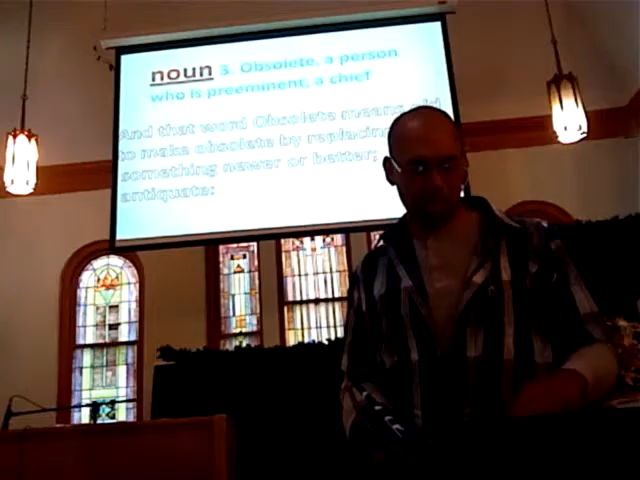 noun 3. Obsolete. a person
who is preeminent; a chief
And that word Obsolete means old
to make obsolete by replacing
something newer or better;
antiquate: